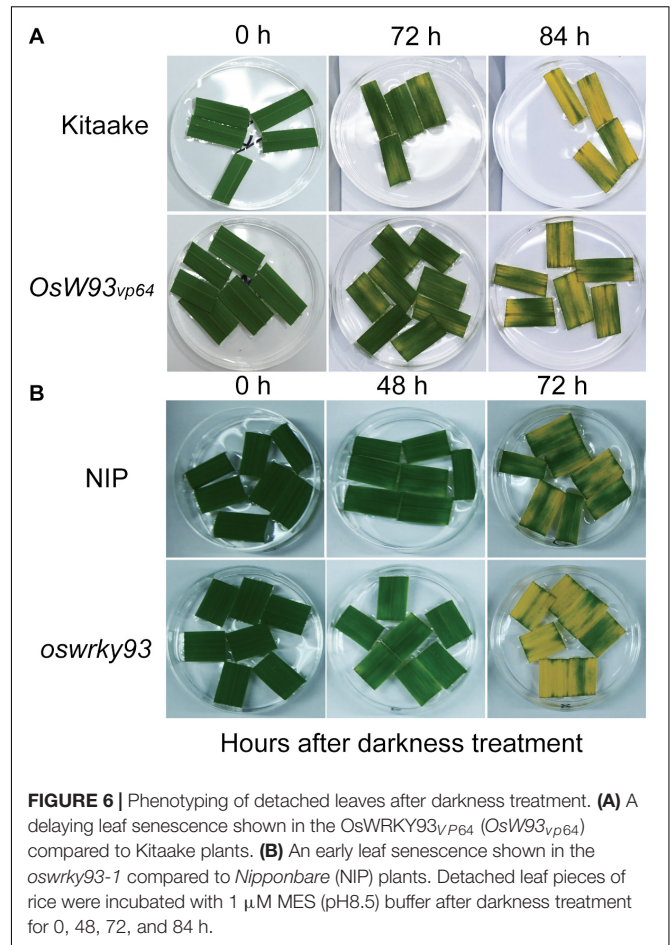 A
0 h 72 h 84 h
Kitaake
OsW93vp64
B
0 h 48 h 72 h
NIP
oswrky93
Hours after darkness treatment
FIGURE 6 | Phenotyping of detached leaves after darkness treatment. (A) A
delaying leaf senescence shown in the OsWRKY93VP64 (OsW93vp64)
compared to Kitaake plants. (B) An early leaf senescence shown in the
oswrky93-1 compared to Nipponbare (NIP) plants. Detached leaf pieces of
rice were incubated with 1 μM MES (pH8.5) buffer after darkness treatment
for 0, 48, 72, and 84 h.